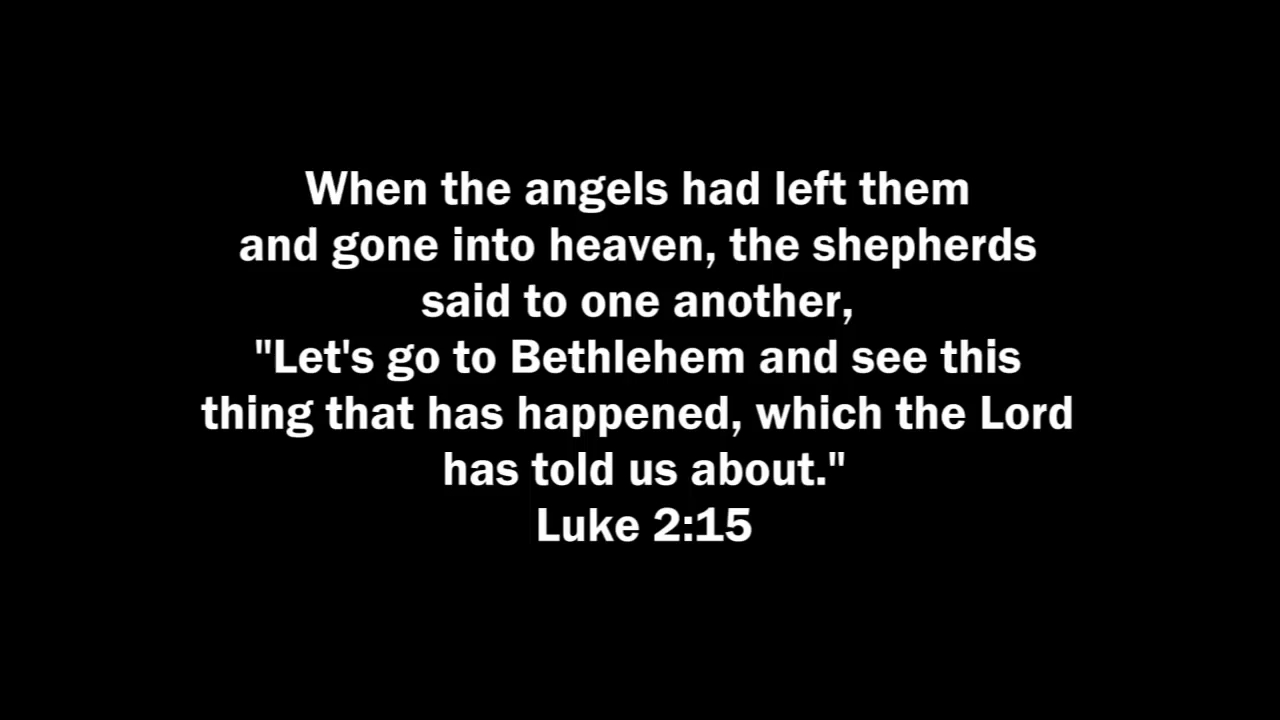 When the angels had left them
and gone into heaven, the shepherds
said to one another,
"Let's go to Bethlehem and see this
thing that has happened, which the Lord
has told us about."
Luke 2:15